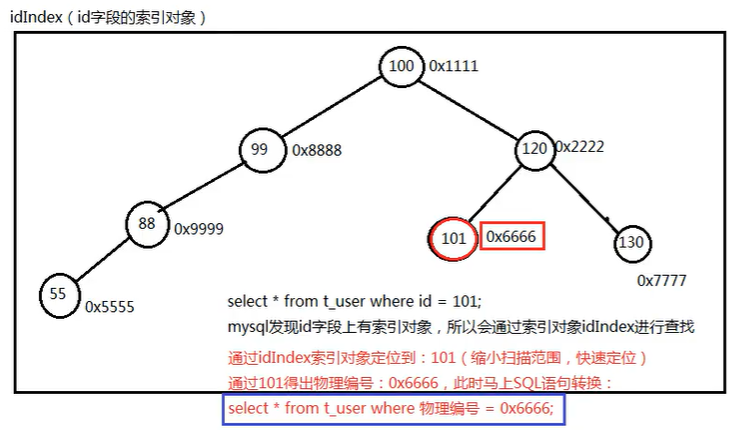 idIndex（id字段的索引对象）
100 0x1111
99 0x8888
120 0x2222
88 0x9999
101 0x6666
130
0x7777
55 0x5555
select * from t_user where id = 101;
mysql发现id字段上有索引对象，所以会通过索引对象idIndex进行查找
通过idIndex索引对象定位到：101（缩小扫描范围，快速定位）
通过101得出物理编号：0x6666，此时马上SQL语句转换：
select * from t_user where 物理编号 = 0x6666;